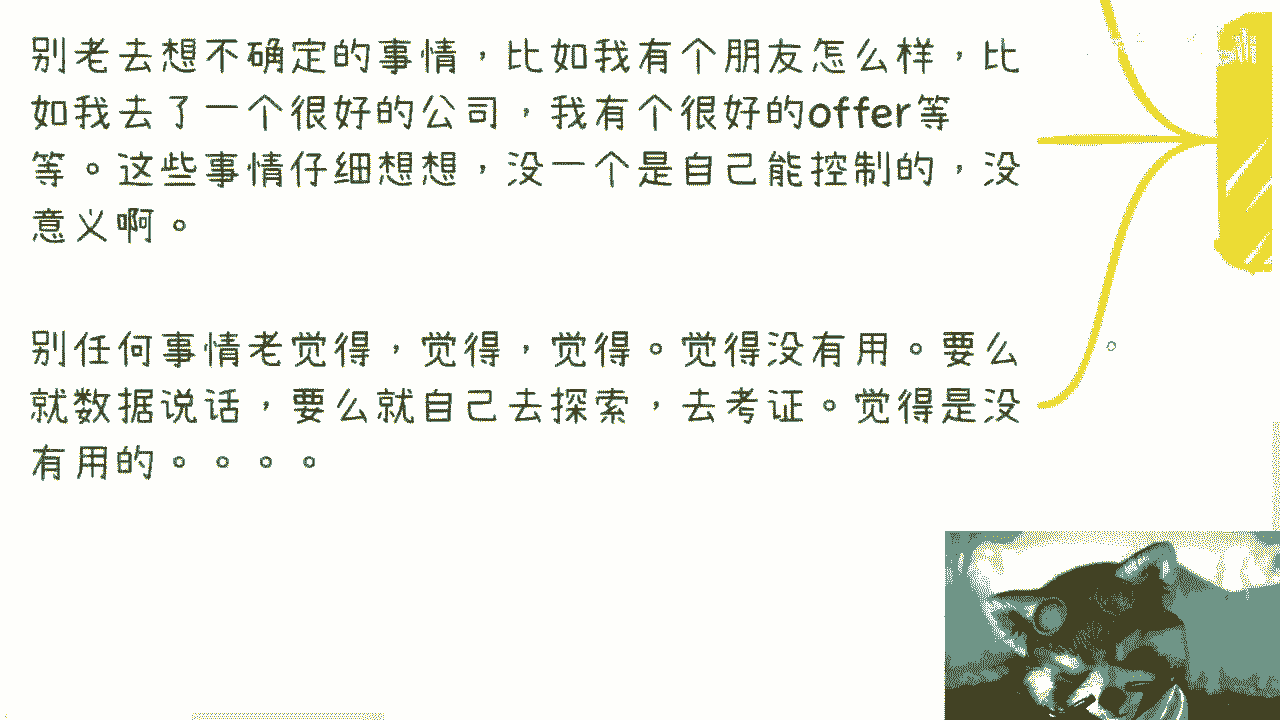 别老去想不确定的事情，比如我有个朋友怎么样，比
如我去了一个很好的公司，我有个很好的offer等
等。这些事情仔细想想，没一个是自己能控制的，没
意义啊。
别任何事情老觉得，觉得，觉得。觉得没有用。要么
就数据说话，要么就自己去探索，去考证。觉得是没
有用的。。。。